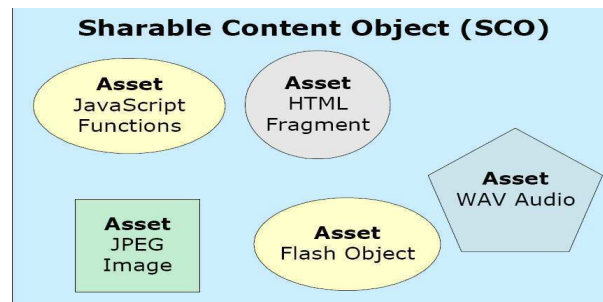 Sharable Content Object (SCO)
Asset
JavaScript
Functions
Asset
HTML
Fragment
Asset
WAV Audio
Asset
JPEG
Image
Asset
Flash Object